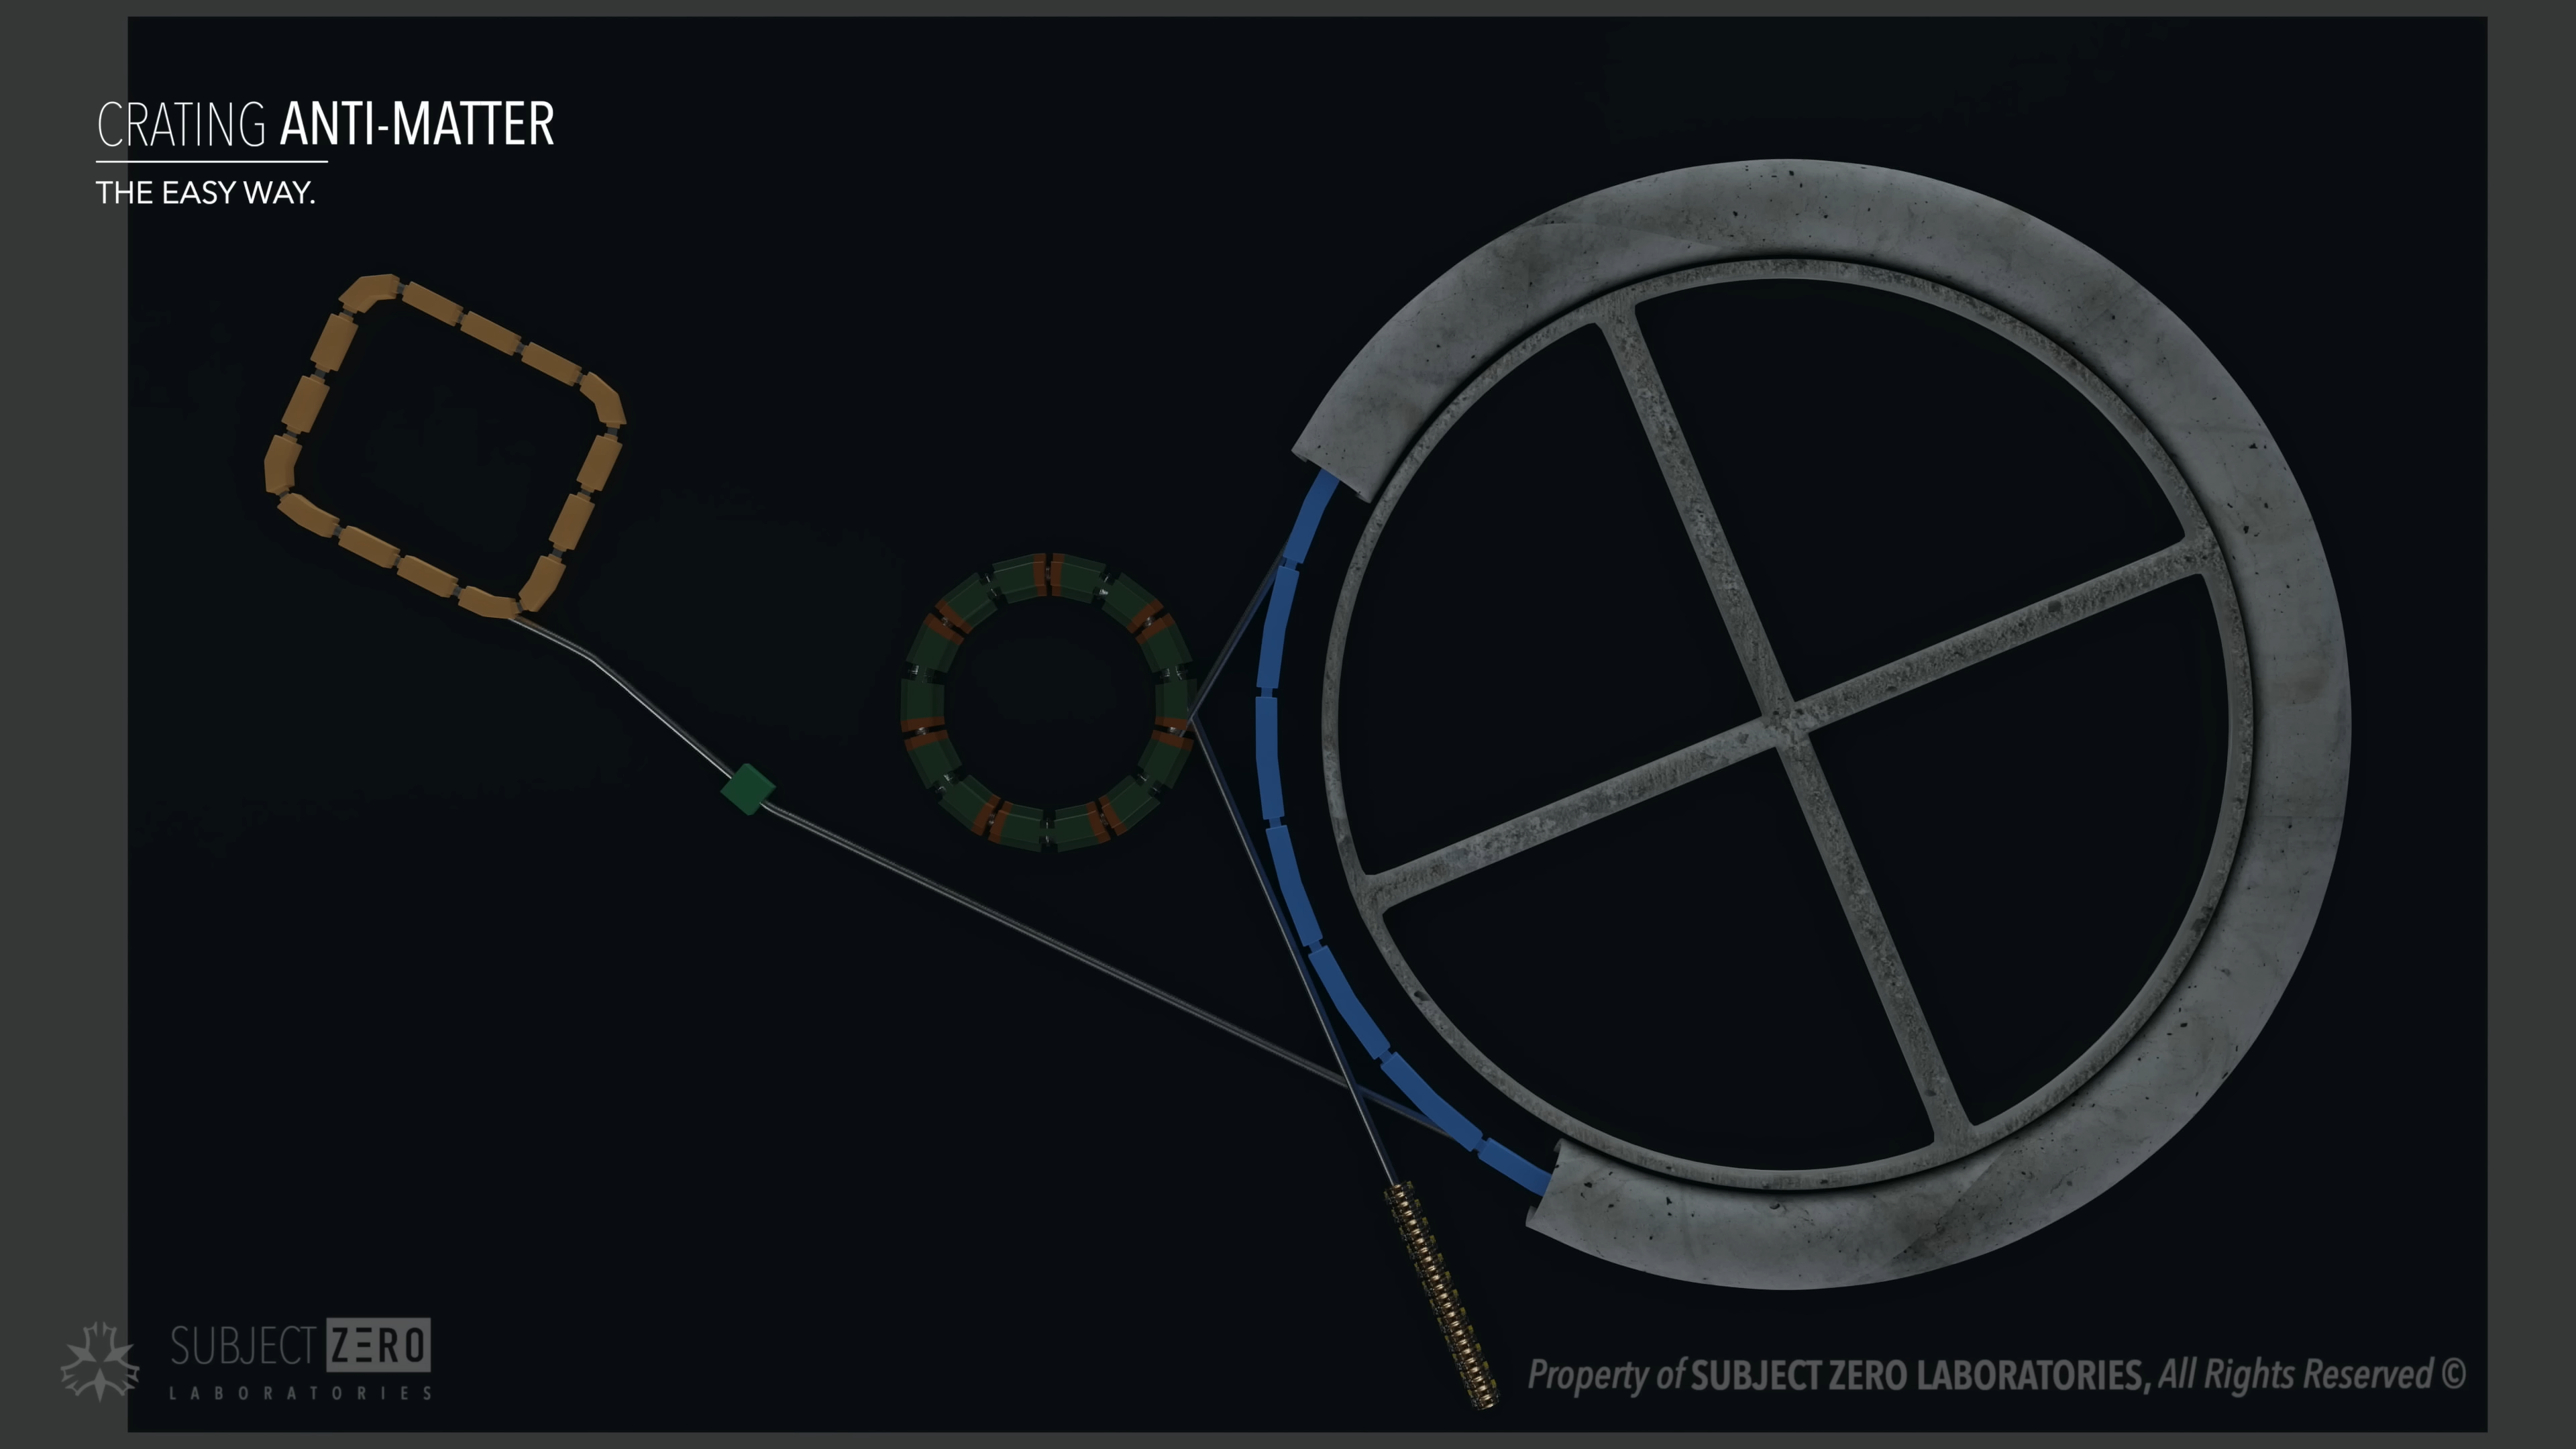 CRATING ANTI-MATTER
THE EASY WAY.
SUBJECT ZERO
LABORATORIES
Property of SUBJECT ZERO LABORATORIES, All Rights Reserved ©